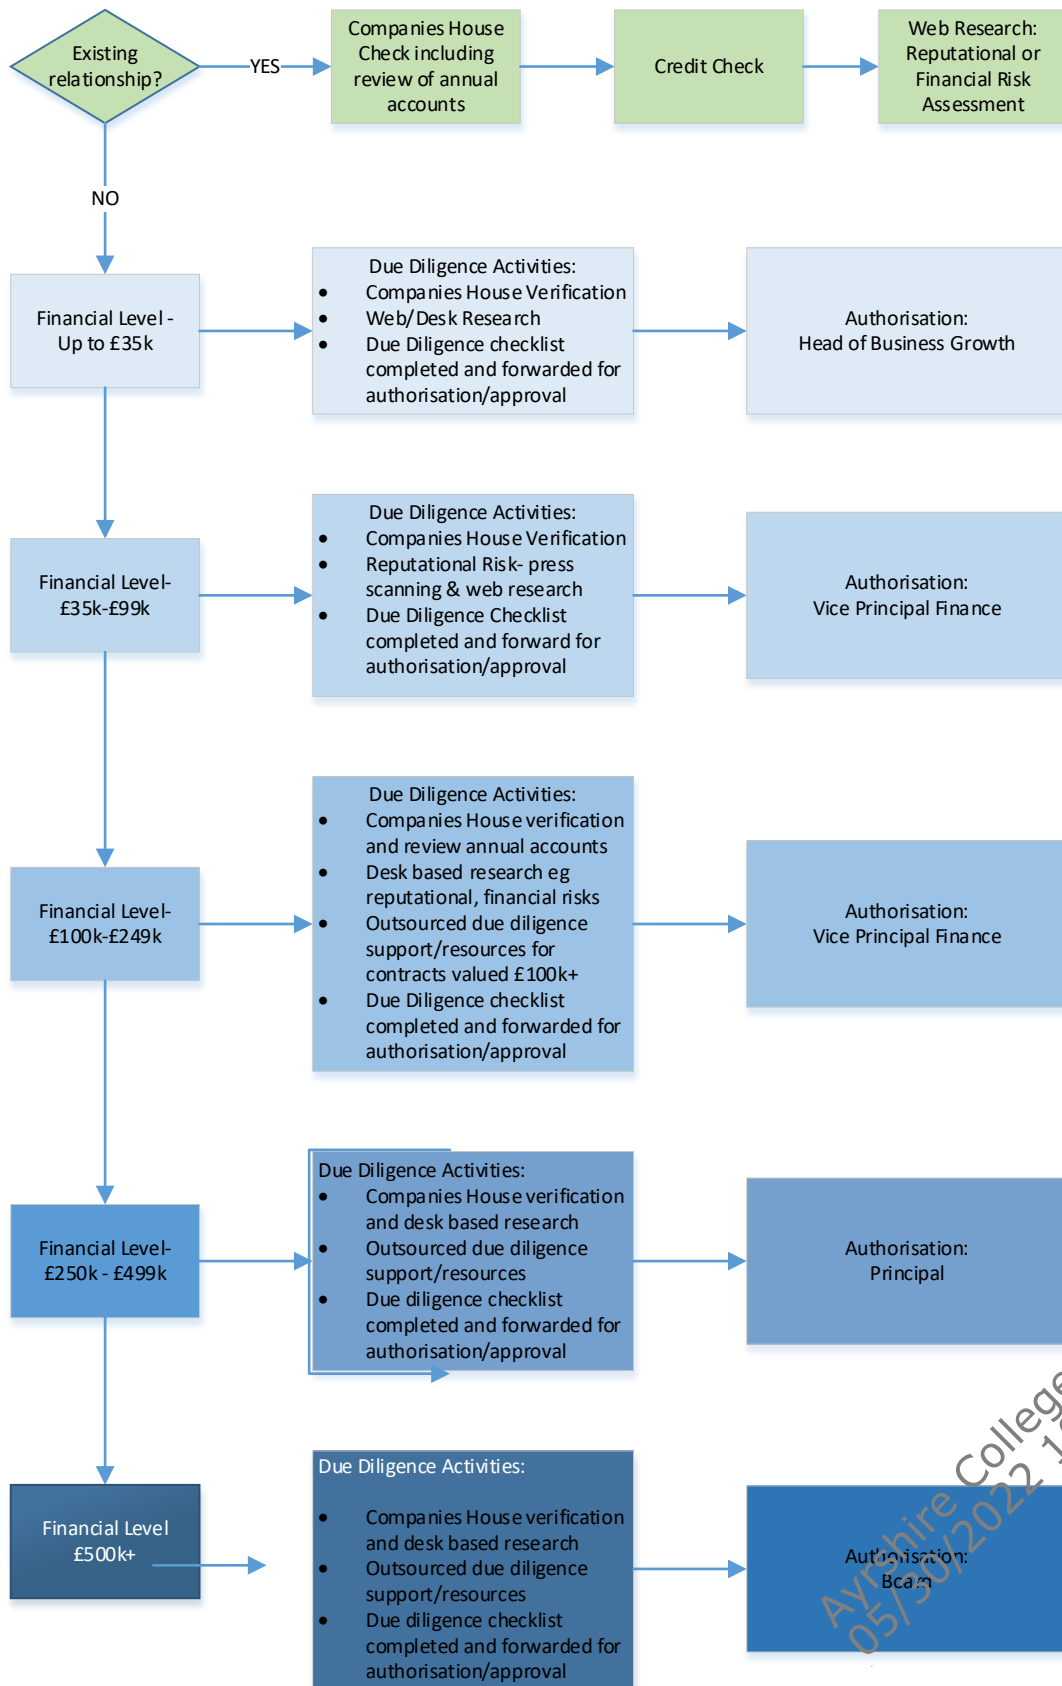 Existing
relationship?
YES
Companies House
Check including
review of annual
accounts
Credit Check
Web Research:
Reputational or
Financial Risk
Assessment
NO
Financial Level -
Up to £35k
Due Diligence Activities:
• Companies House Verification
• Web/Desk Research
• Due Diligence checklist
completed and forwarded for
authorisation/approval
Authorisation:
Head of Business Growth
Financial Level-
£35k-£99k
Due Diligence Activities:
• Companies House Verification
• Reputational Risk- press
scanning & web research
• Due Diligence Checklist
completed and forward for
authorisation/approval
Authorisation:
Vice Principal Finance
Financial Level-
£100k-£249k
Due Diligence Activities:
• Companies House verification
and review annual accounts
• Desk based research eg
reputational, financial risks
• Outsourced due diligence
support/resources for
contracts valued £100k+
• Due Diligence checklist
completed and forwarded for
authorisation/approval
Authorisation:
Vice Principal Finance
Financial Level-
£250k - £499k
Due Diligence Activities:
• Companies House verification
and desk based research
• Outsourced due diligence
support/resources
• Due diligence checklist
completed and forwarded for
authorisation/approval
Authorisation:
Principal
Financial Level
£500k+
Due Diligence Activities:
• Companies House verification
and desk based research
• Outsourced due diligence
support/resources
• Due diligence checklist
completed and forwarded for
authorisation/approval
Authorisation:
Board
Ayrshire College
05/30/2022